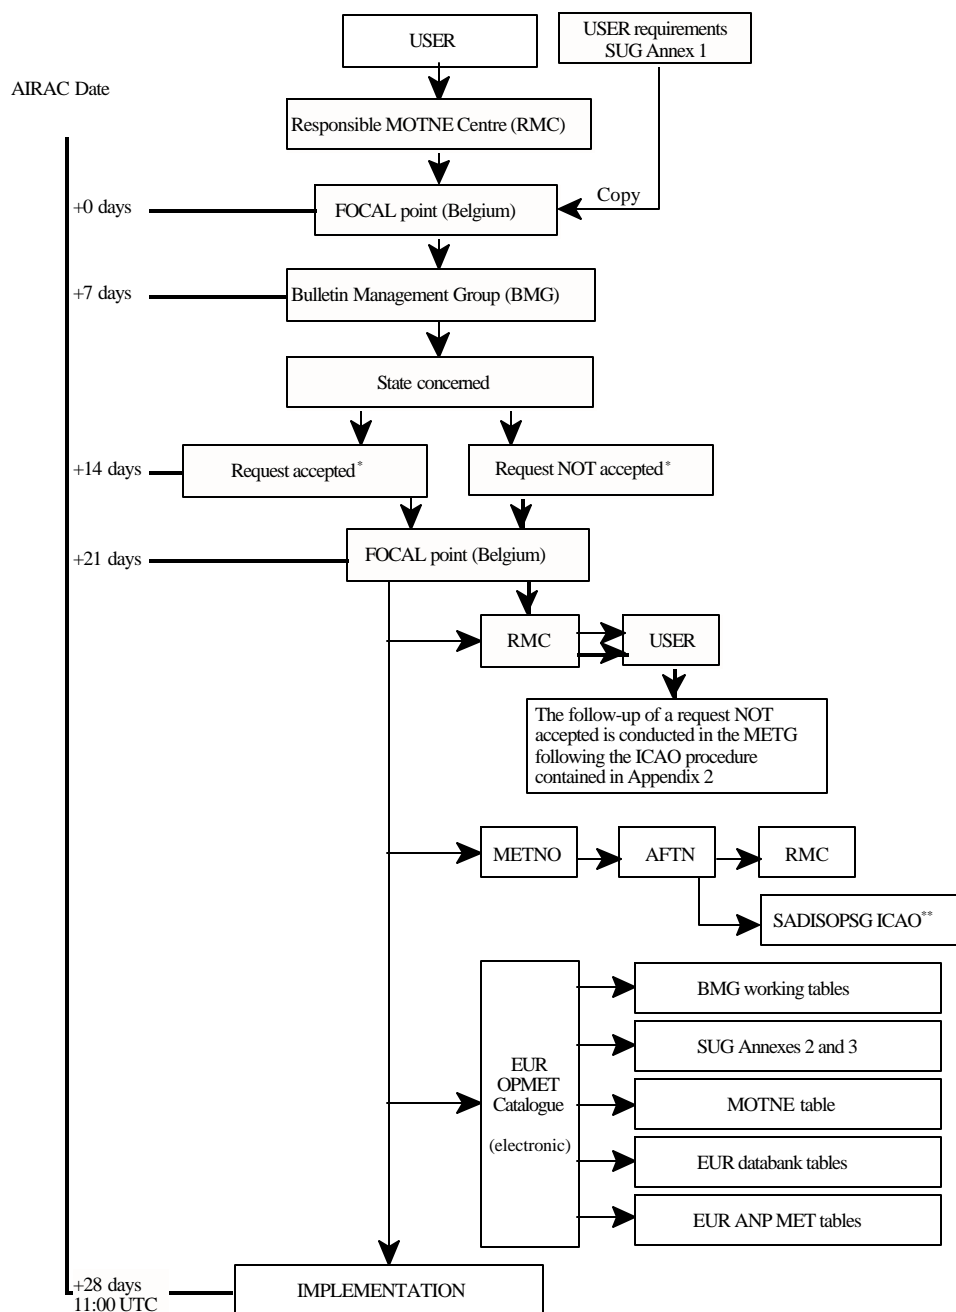 USER
USER requirements
SUG Annex 1
AIRAC Date
Responsible MOTNE Centre (RMC)
Copy
+0 days
FOCAL point (Belgium)
+7 days
Bulletin Management Group (BMG)
State concerned
+14 days
Request accepted*
Request NOT accepted*
+21 days
FOCAL point (Belgium)
RMC
USER
The follow-up of a request NOT
accepted is conducted in the METG
following the ICAO procedure
contained in Appendix 2
METNO
AFTN
RMC
SADISOPSG ICAO**
EUR
OPMET
Catalogue
(electronic)
BMG working tables
SUG Annexes 2 and 3
MOTNE table
EUR databank tables
EUR ANP MET tables
+28 days
11:00 UTC
IMPLEMENTATION